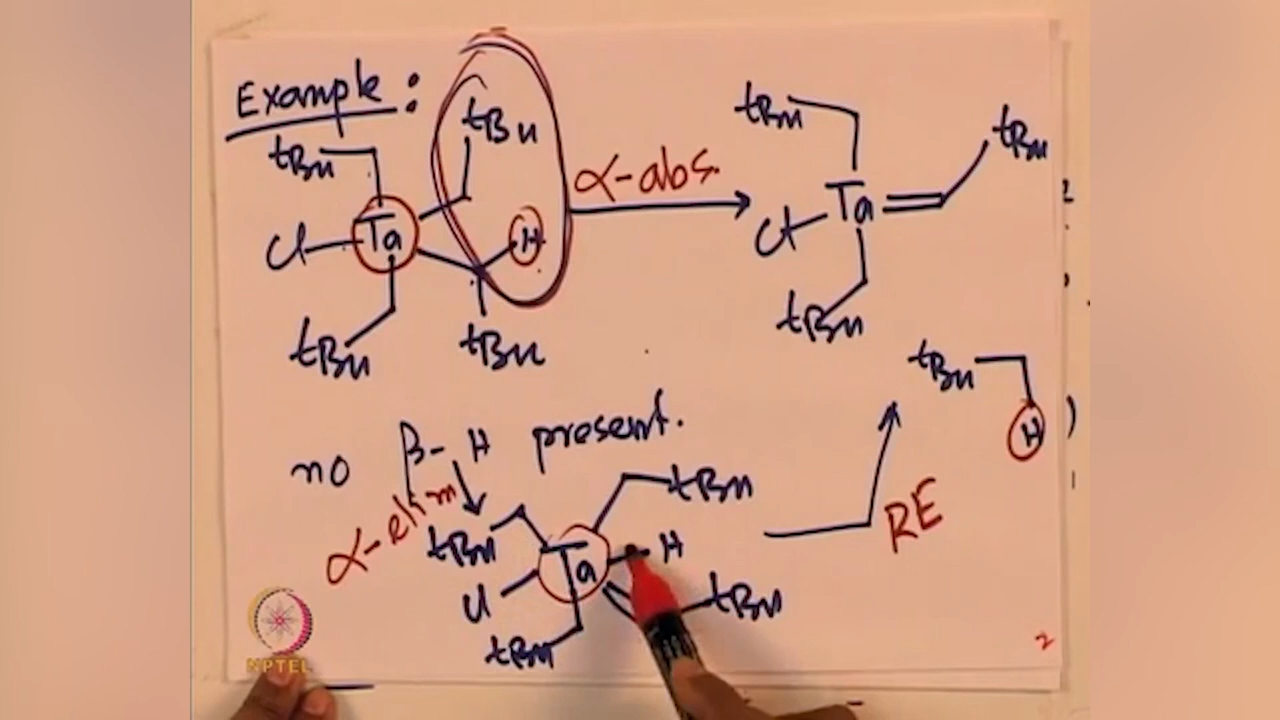 Example:
tBu
tBu
Cl
Ta
H
tBu
tBu
α-abs.
tBu
tBu
Cl
Ta
tBu
tBu
H
no β-H present.
α-elim
tBu
tBu
Cl
Ta
H
tBu
tBu
RE
2
NPTEL